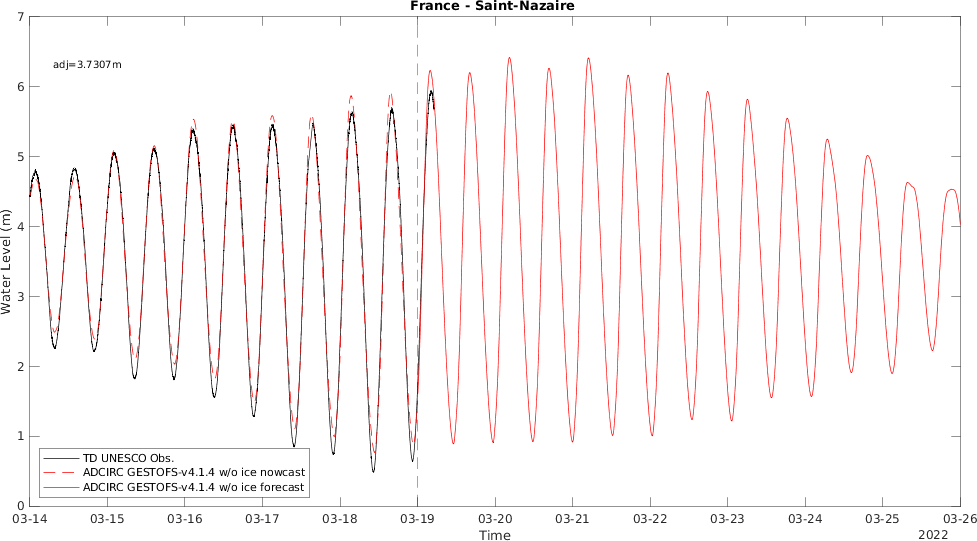 France - Saint-Nazaire
adj=3.7307m
7
6
5
4
3
2
1
0
Water Level (m)
TD UNESCO Obs.
ADCIRC GESTOFS-v4.1.4 w/o ice nowcast
ADCIRC GESTOFS-v4.1.4 w/o ice forecast
03-14 03-15 03-16 03-17 03-18 03-19 03-20 03-21 03-22 03-23 03-24 03-25 03-26
Time
2022